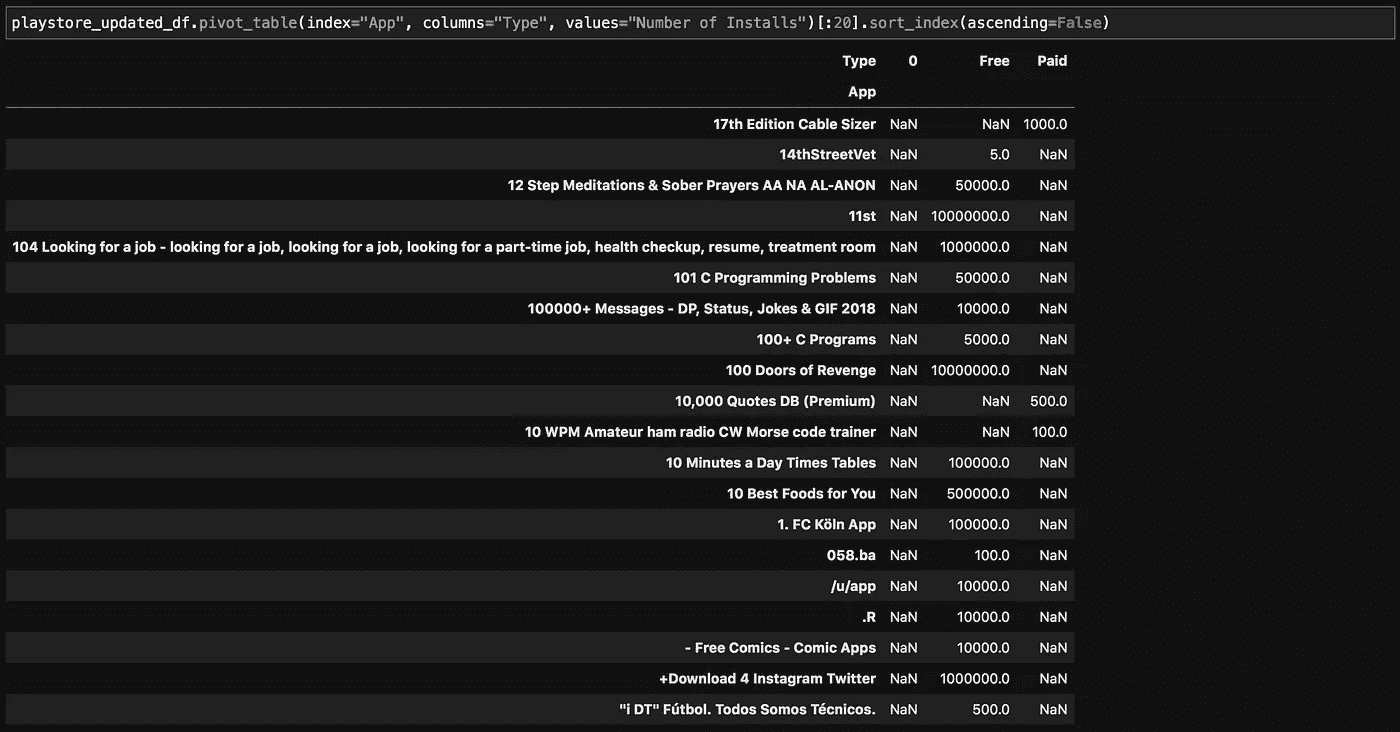 playstore_updated_df.pivot_table(index="App", columns="Type", values="Number of Installs")[:20].sort_index(ascending=False)
Type 0 Free Paid
App
17th Edition Cable Sizer NaN NaN 1000.0
14thStreetVet NaN 5.0 NaN
12 Step Meditations & Sober Prayers AA NA AL-ANON NaN 50000.0 NaN
11st NaN 10000000.0 NaN
104 Looking for a job - looking for a job, looking for a job, looking for a part-time job, health checkup, resume, treatment room NaN 1000000.0 NaN
101 C Programming Problems NaN 50000.0 NaN
100000+ Messages - DP, Status, Jokes & GIF 2018 NaN 10000.0 NaN
100+ C Programs NaN 5000.0 NaN
100 Doors of Revenge NaN 10000000.0 NaN
10,000 Quotes DB (Premium) NaN NaN 500.0
10 WPM Amateur ham radio CW Morse code trainer NaN NaN 100.0
10 Minutes a Day Times Tables NaN 100000.0 NaN
10 Best Foods for You NaN 500000.0 NaN
1. FC Köln App NaN 100000.0 NaN
058.ba NaN 100.0 NaN
/u/app NaN 10000.0 NaN
.R NaN 10000.0 NaN
- Free Comics - Comic Apps NaN 10000.0 NaN
+Download 4 Instagram Twitter NaN 1000000.0 NaN
"i DT" Fútbol. Todos Somos Técnicos. NaN 500.0 NaN